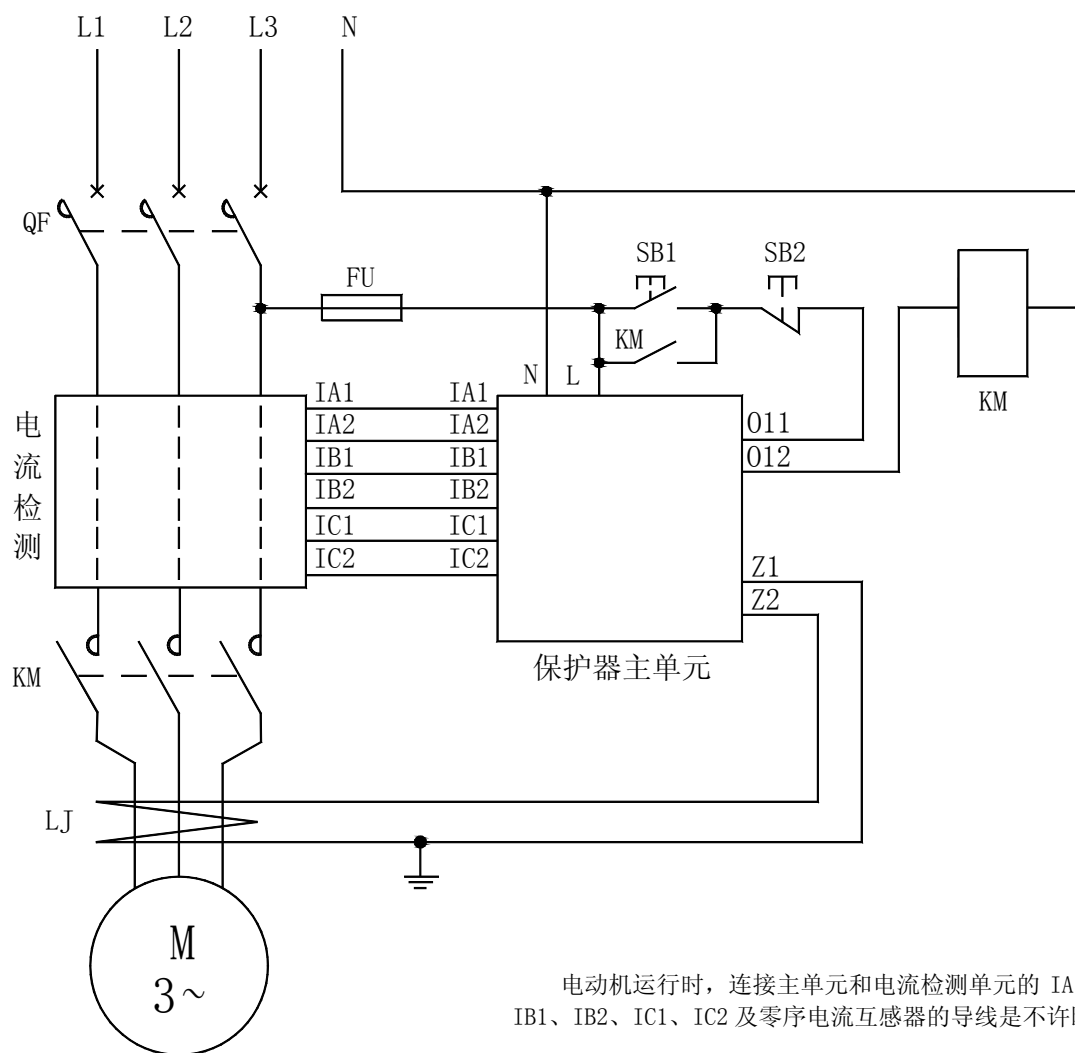 L1 L2 L3 N
QF
SB1 SB2
FU
KM
N L
KM
电流检测
IA1 IA1
IA2 IA2
IB1 IB1
IB2 IB2
IC1 IC1
IC2 IC2
O11
O12
Z1
Z2
保护器主单元
KM
LJ
M
3~
电动机运行时，连接主单元和电流检测单元的 IA
IB1、IB2、IC1、IC2 及零序电流互感器的导线是不许